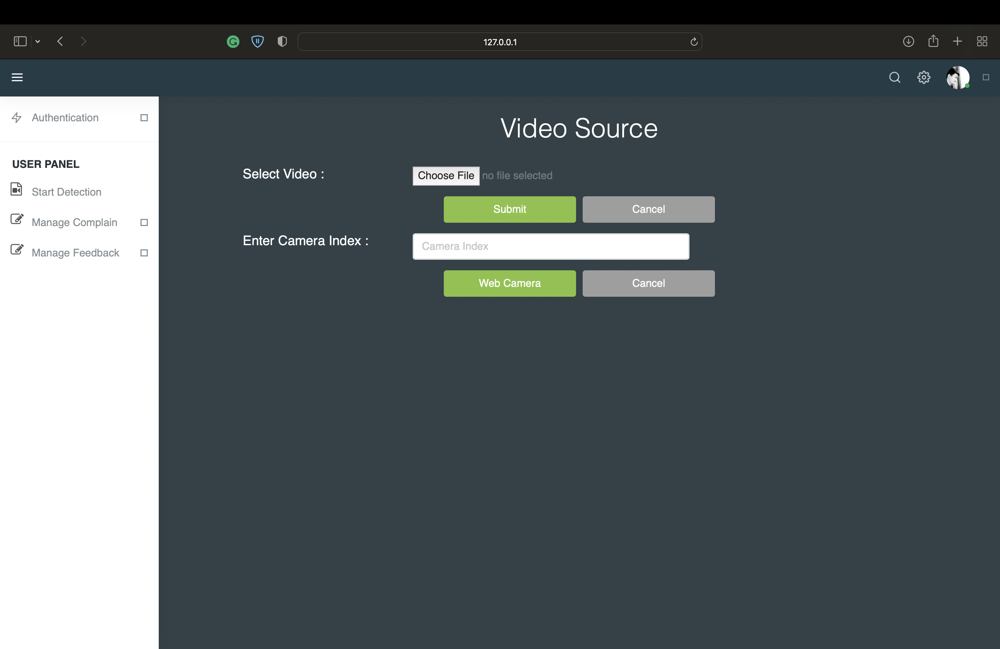 127.0.0.1
Authentication
USER PANEL
Start Detection
Manage Complain
Manage Feedback
Video Source
Select Video :
Choose File no file selected
Submit Cancel
Enter Camera Index :
Camera Index
Web Camera Cancel